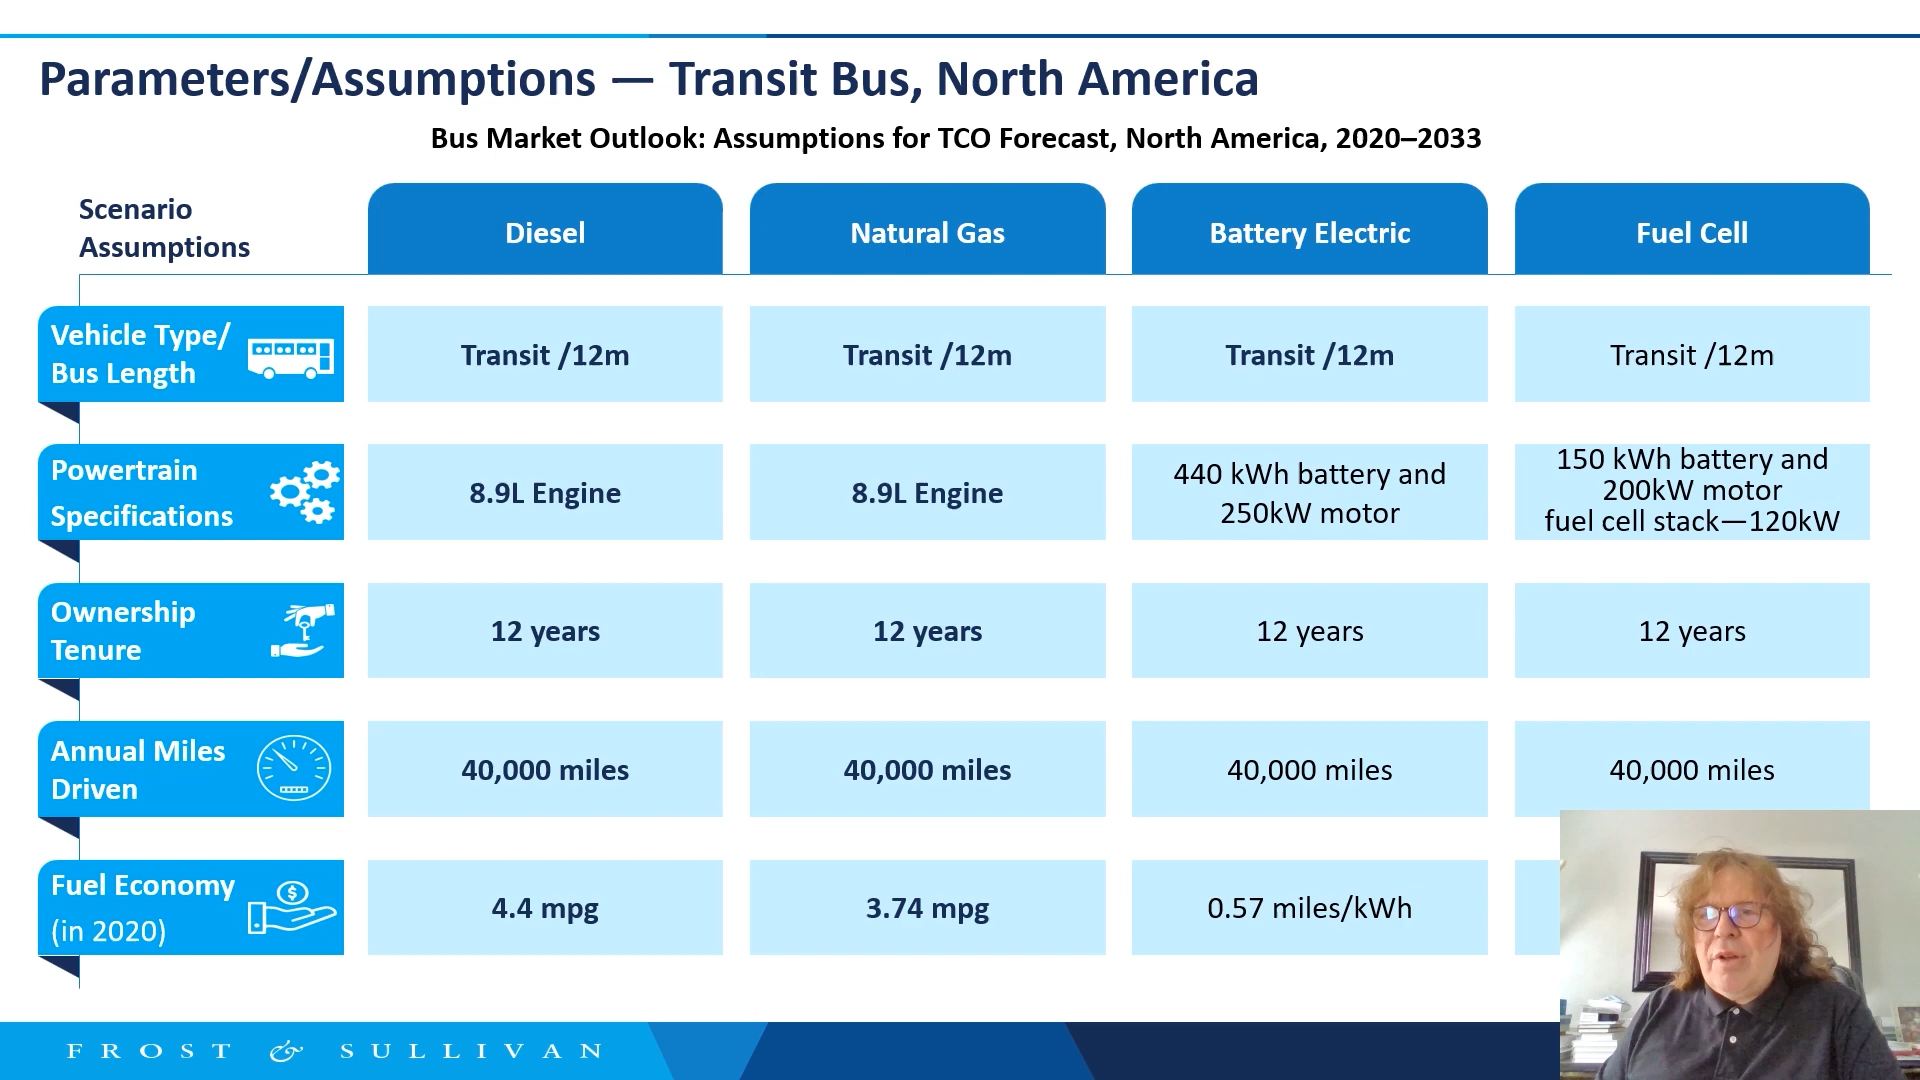 Parameters/Assumptions — Transit Bus, North America
Bus Market Outlook: Assumptions for TCO Forecast, North America, 2020–2033
Scenario
Assumptions
Diesel
Natural Gas
Battery Electric
Fuel Cell
Vehicle Type/
Bus Length
Transit /12m
Transit /12m
Transit /12m
Transit /12m
Powertrain
Specifications
8.9L Engine
8.9L Engine
440 kWh battery and
250kW motor
150 kWh battery and
200kW motor
fuel cell stack—120kW
Ownership
Tenure
12 years
12 years
12 years
12 years
Annual Miles
Driven
40,000 miles
40,000 miles
40,000 miles
40,000 miles
Fuel Economy
(in 2020)
$
4.4 mpg
3.74 mpg
0.57 miles/kWh
FROST & SULLIVAN